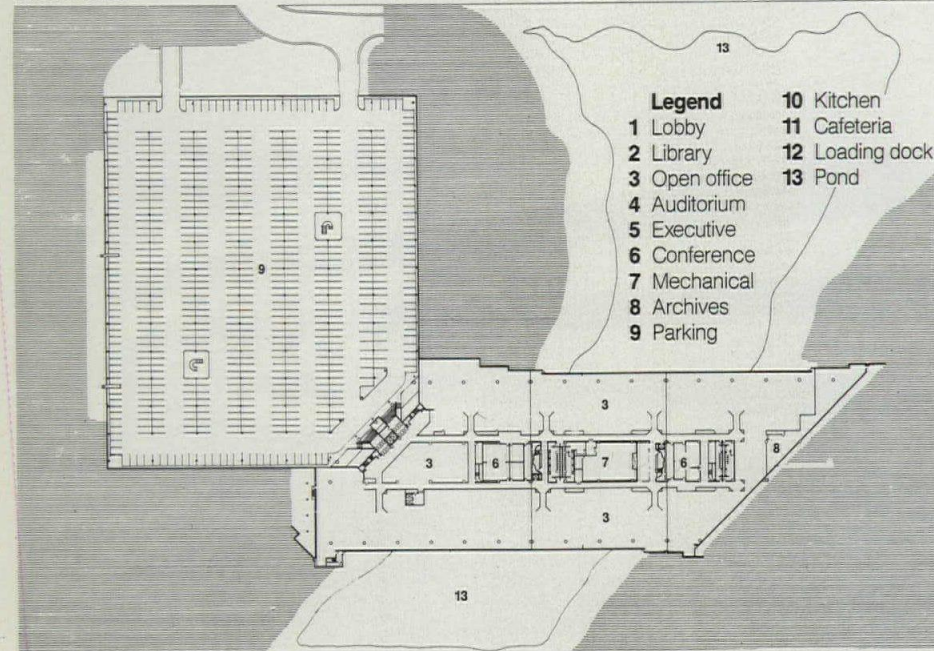 13
Legend
1 Lobby
2 Library
3 Open office
4 Auditorium
5 Executive
6 Conference
7 Mechanical
8 Archives
9 Parking
10 Kitchen
11 Cafeteria
12 Loading dock
13 Pond
9
3
3 6 7 6 8
3
13